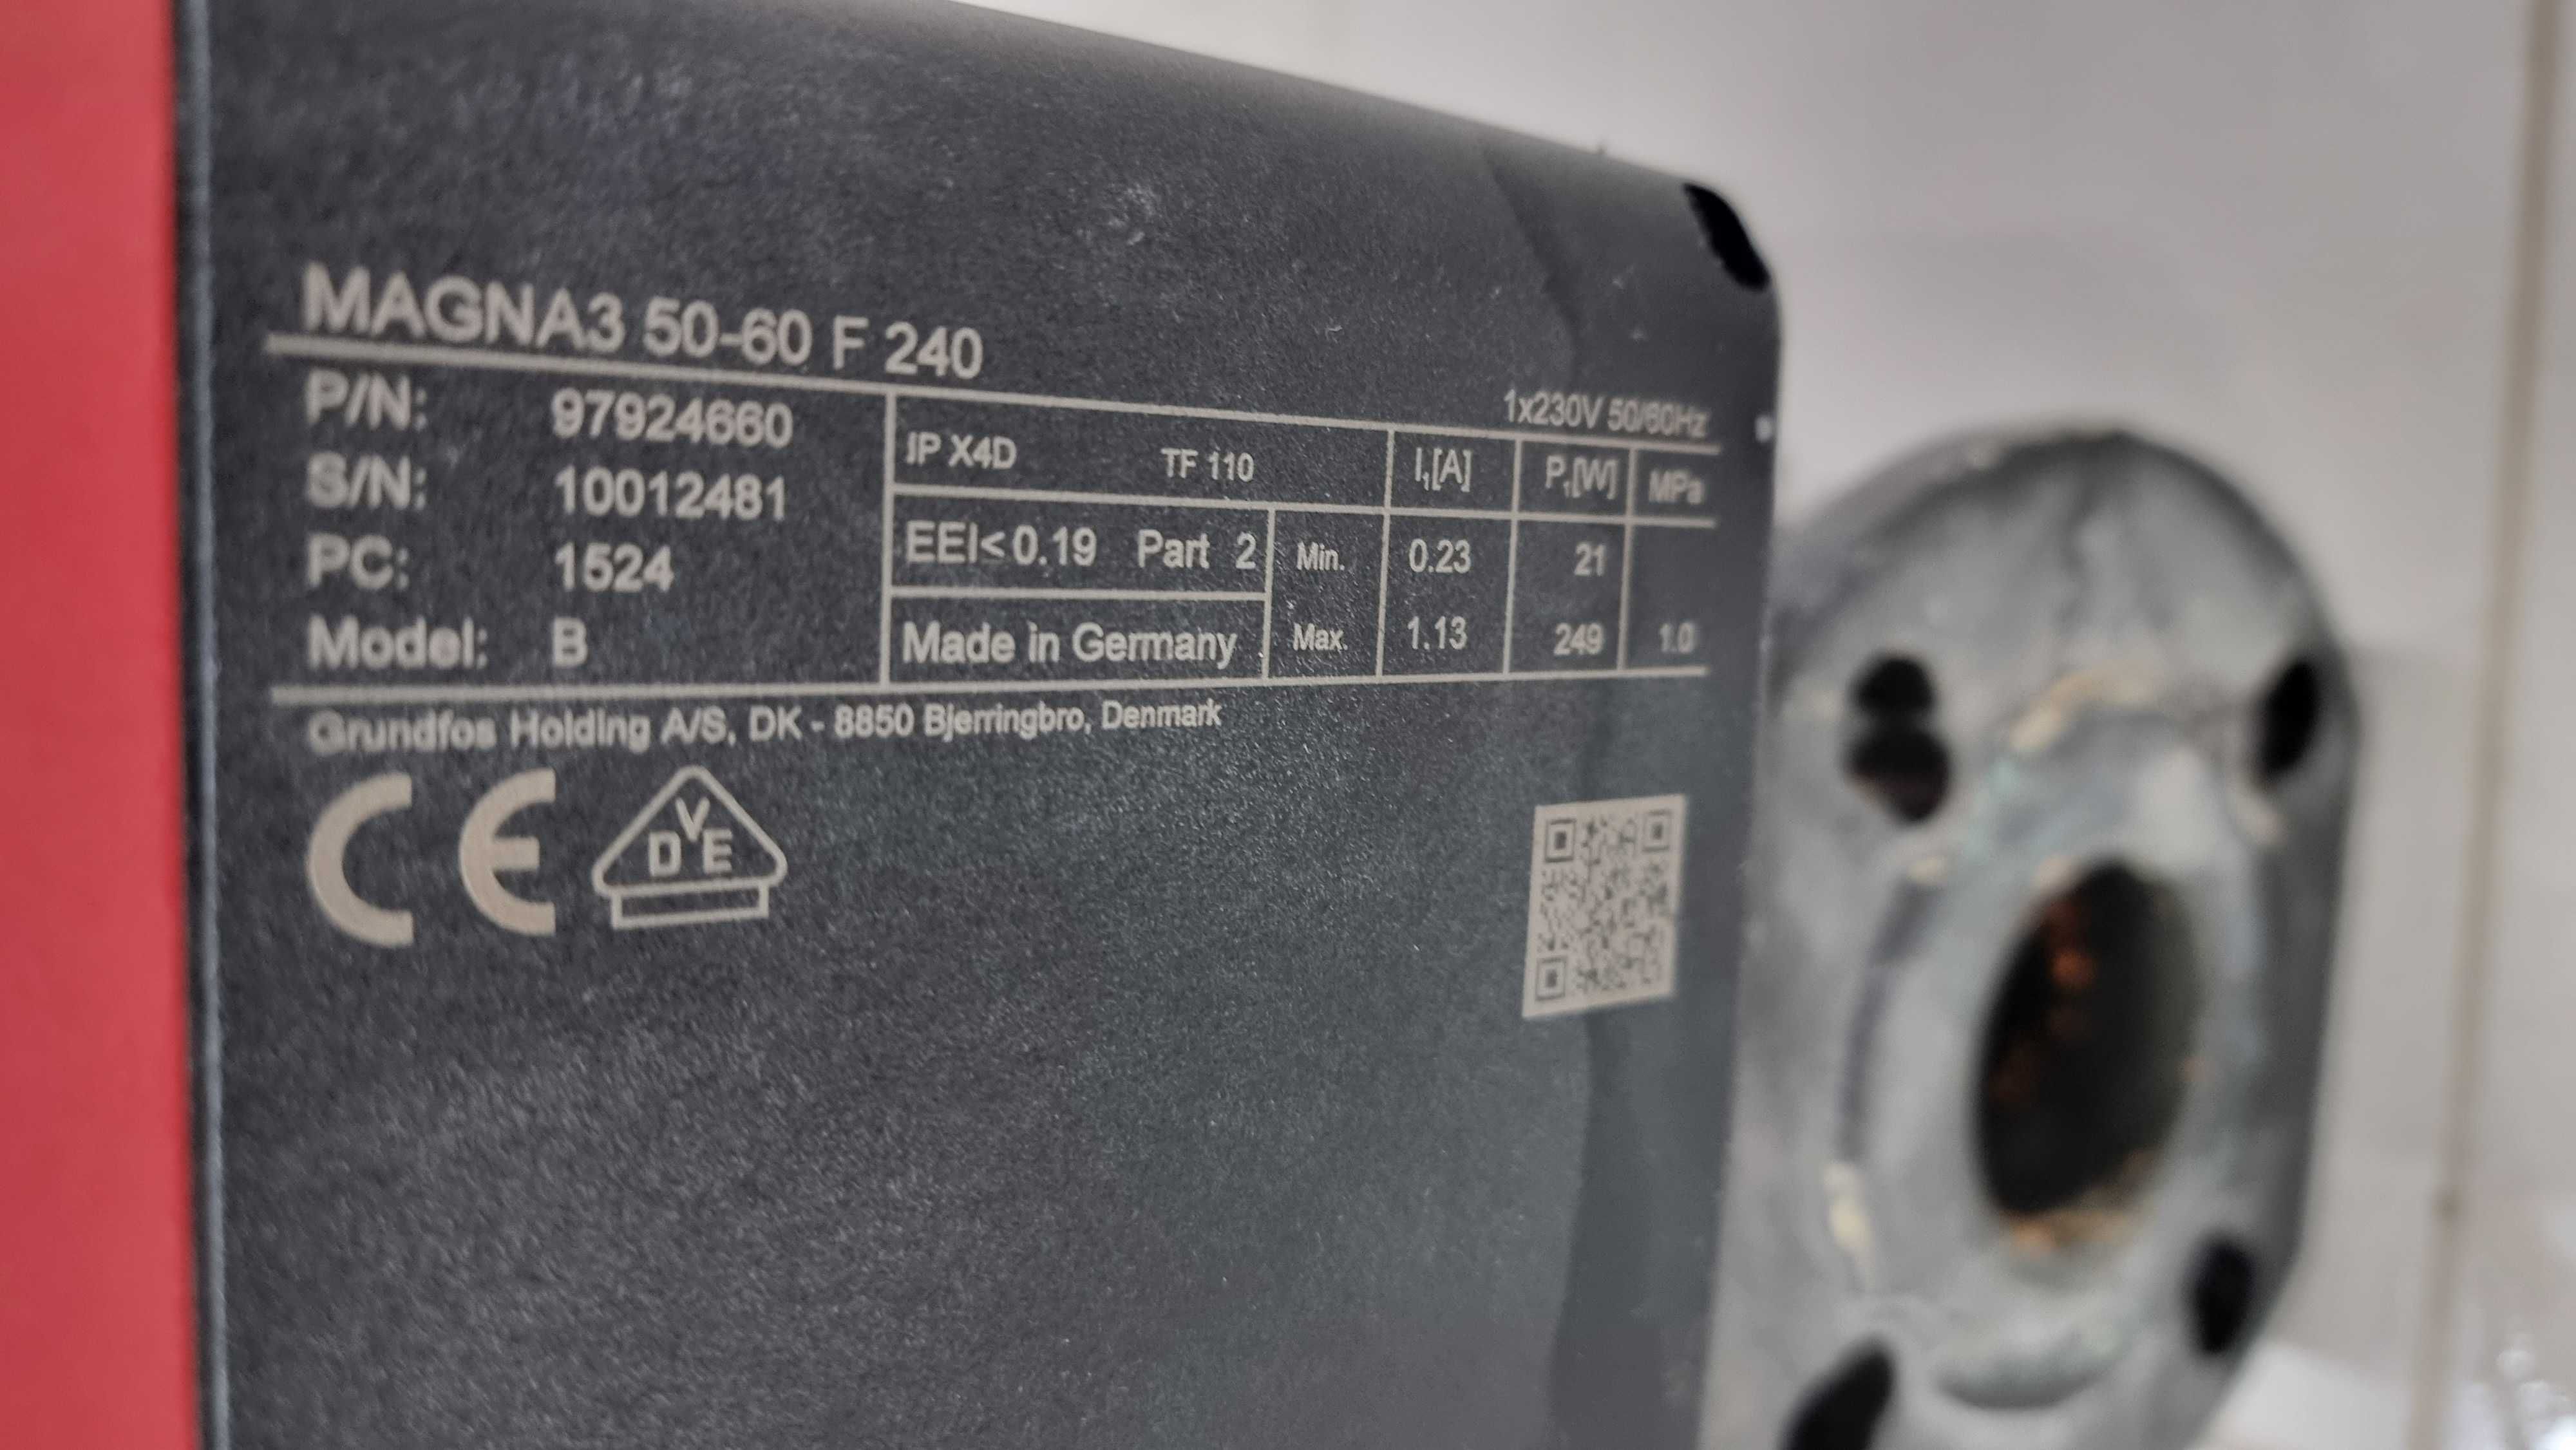 MAGNA3 50-60 F 240
1x230V 50/60Hz
P/N: 97924660
S/N: 10012481
PC: 1524
Model: B
IP X4D TF 110 I₁[A] P₁[W] MPa
EEI≤0.19 Part 2 Min. 0.23 21
Made in Germany Max. 1.13 249 1.0
Grundfos Holding A/S, DK - 8850 Bjerringbro, Denmark
CE
DVE